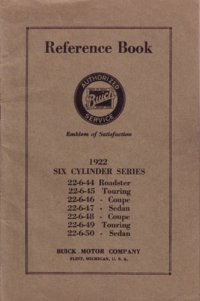 Reference Book
AUTHORIZED
Buick
SERVICE
Emblem of Satisfaction
1922
SIX CYLINDER SERIES
22-6-44 Roadster
22-6-45 Touring
22-6-46 - Coupe
22-6-47 - Sedan
22-6-48 - Coupe
22-6-49 Touring
22-6-50 - Sedan
BUICK MOTOR COMPANY
FLINT, MICHIGAN, U. S. A.